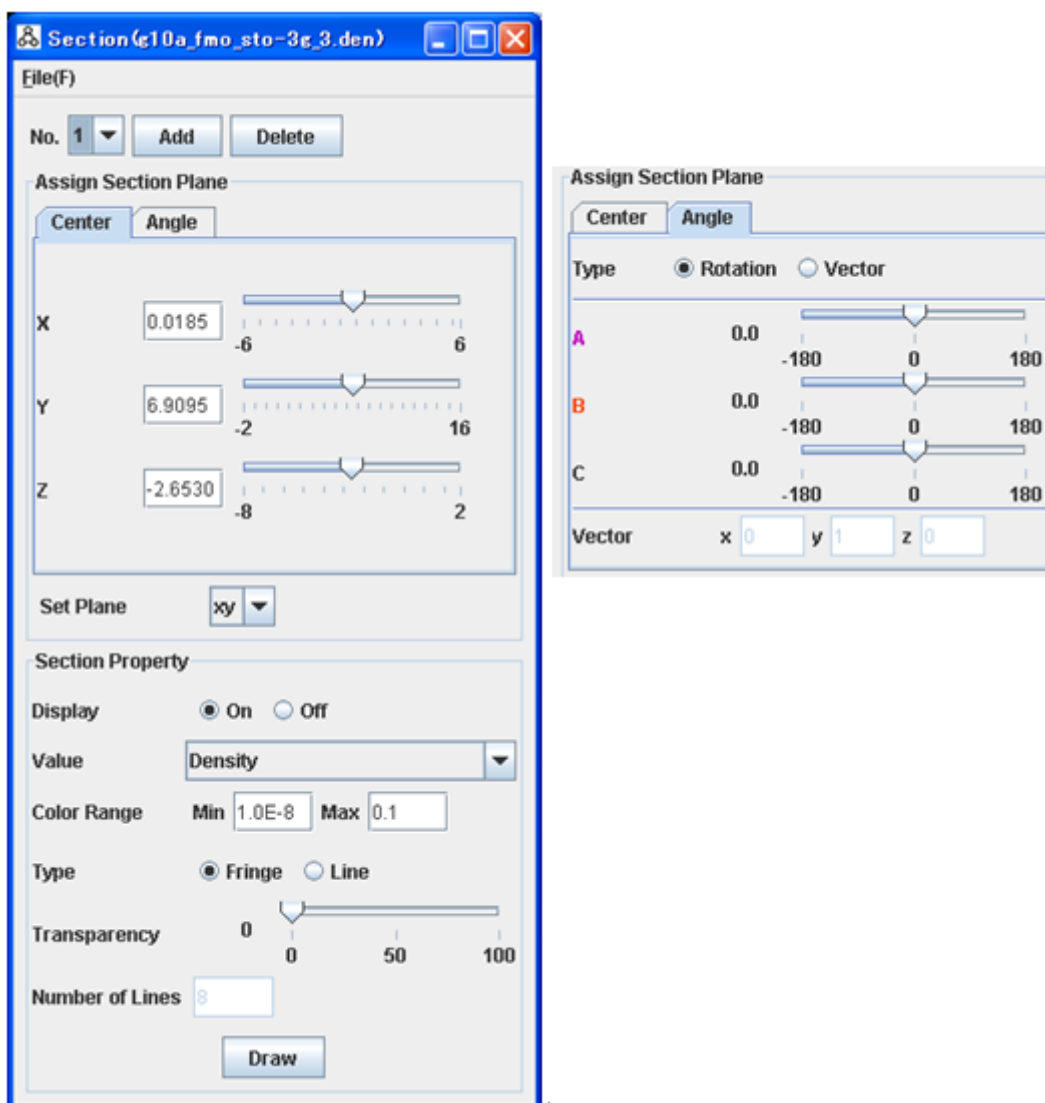 Section(g10a_fmo_sto-3g_3.den)
File(F)
No. 1 Add Delete
Assign Section Plane
Center Angle
X 0.0185
-6 6
Y 6.9095
-2 16
Z -2.6530
-8 2
Set Plane xy
Section Property
Display On Off
Value Density
Color Range Min 1.0E-8 Max 0.1
Type Fringe Line
Transparency 0
0 50 100
Number of Lines 8
Draw
Assign Section Plane
Center Angle
Type Rotation Vector
A 0.0
-180 0 180
B 0.0
-180 0 180
C 0.0
-180 0 180
Vector x 0 y 1 z 0